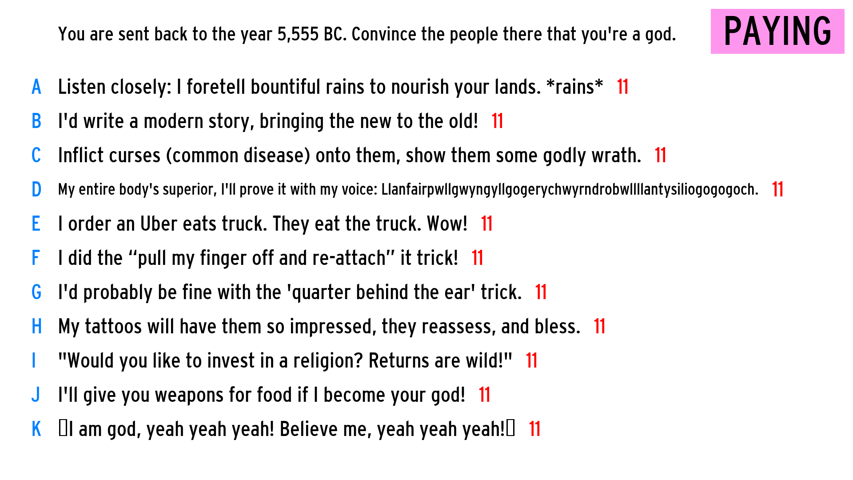 You are sent back to the year 5,555 BC. Convince the people there that you're a god.
PAYING
A Listen closely: I foretell bountiful rains to nourish your lands. *rains* 11
B I'd write a modern story, bringing the new to the old! 11
C Inflict curses (common disease) onto them, show them some godly wrath. 11
D My entire body's superior, I'll prove it with my voice: Llanfairpwllgwyngyllgogerychwyrndrobwllllantysiliogogogoch. 11
E I order an Uber eats truck. They eat the truck. Wow! 11
F I did the “pull my finger off and re-attach” it trick! 11
G I'd probably be fine with the 'quarter behind the ear' trick. 11
H My tattoos will have them so impressed, they reassess, and bless. 11
I "Would you like to invest in a religion? Returns are wild!" 11
J I'll give you weapons for food if I become your god! 11
K ▯I am god, yeah yeah yeah! Believe me, yeah yeah yeah!▯ 11